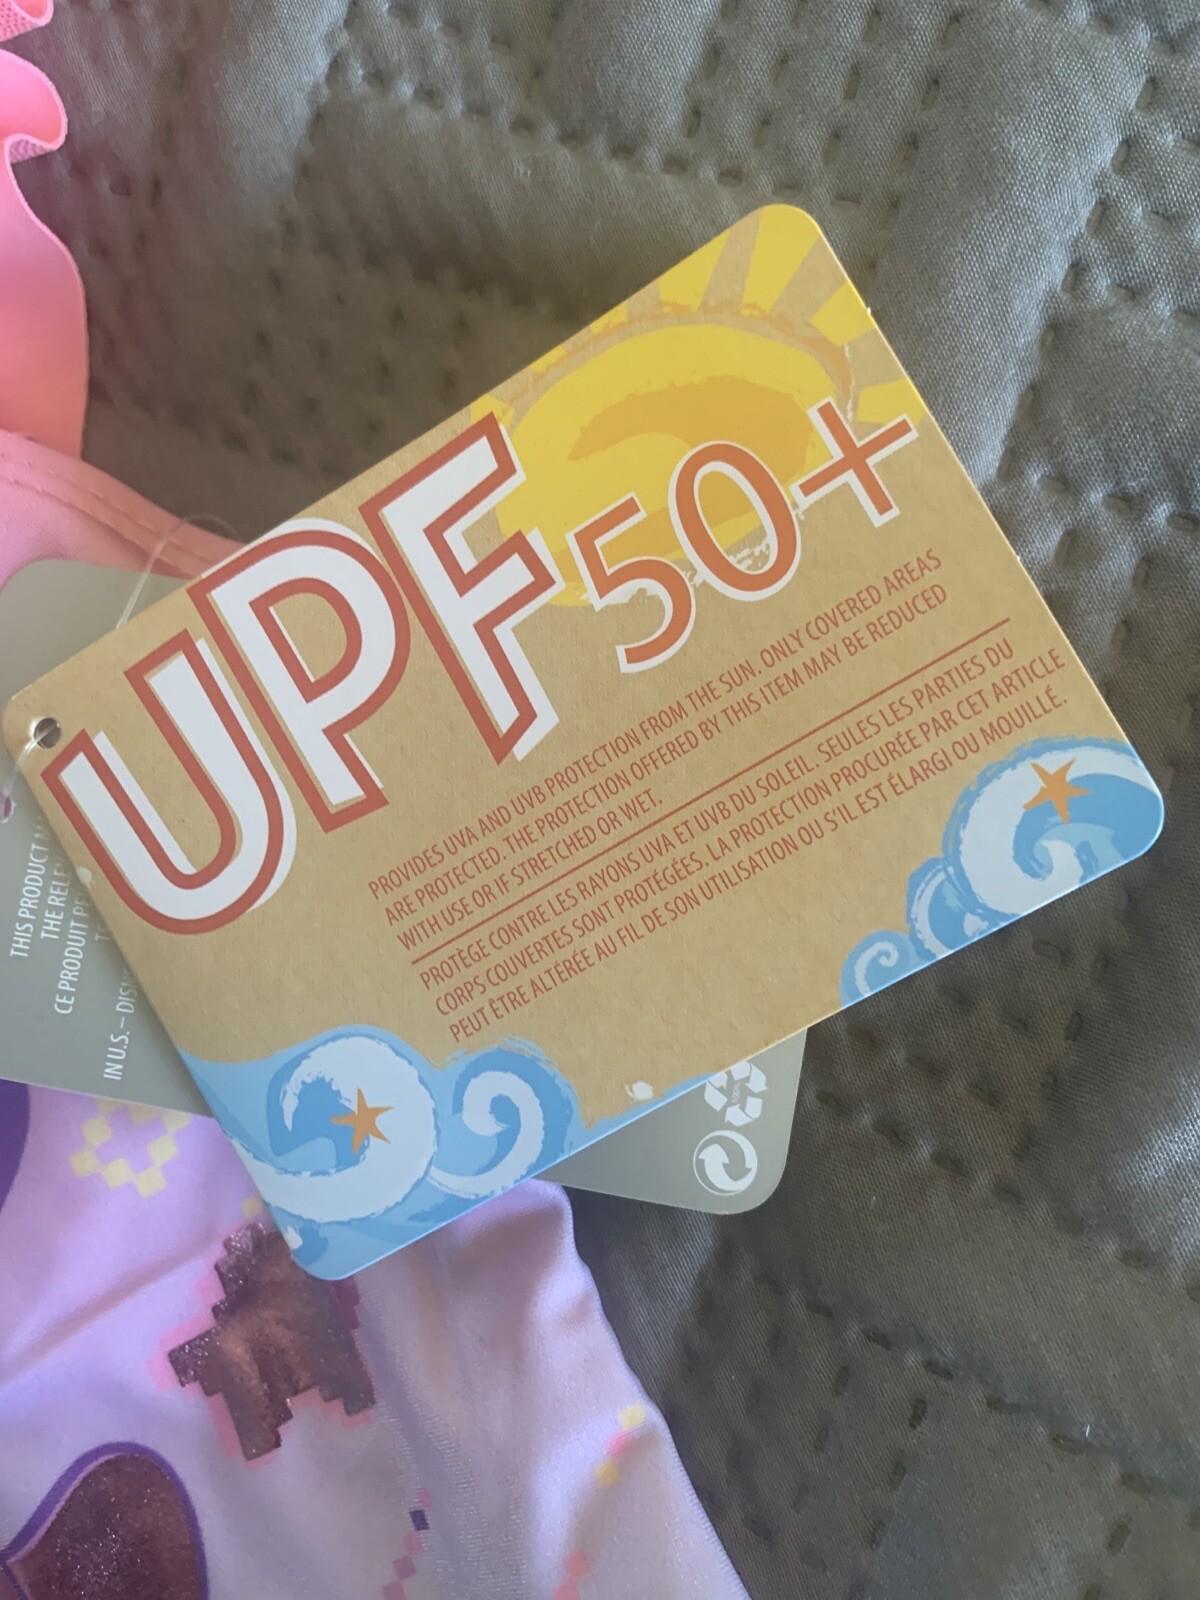 UPF 50+
PROVIDES UVA AND UVB PROTECTION FROM THE SUN. ONLY COVERED AREAS
ARE PROTECTED. THE PROTECTION OFFERED BY THIS ITEM MAY BE REDUCED
WITH USE OR IF STRETCHED OR WET.
PROTÈGE CONTRE LES RAYONS UVA ET UVB DU SOLEIL. SEULES LES PARTIES DU
CORPS COUVERTES SONT PROTÉGÉES. LA PROTECTION PROCURÉE PAR CET ARTICLE
PEUT ÊTRE ALTÉRÉE AU FIL DE SON UTILISATION OU S'IL EST ÉLARGI OU MOUILLÉ.
THIS PRODUCT
THE
CE PRODUIT
IN U.S. –